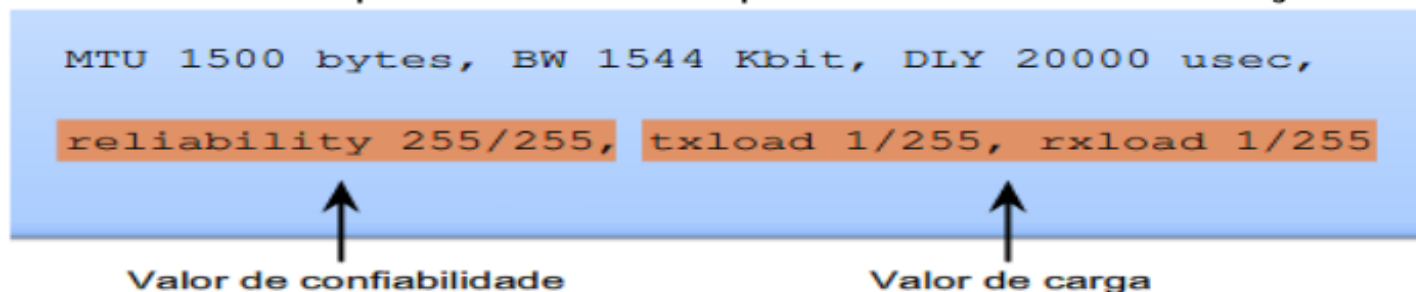 MTU 1500 bytes, BW 1544 Kbit, DLY 20000 usec,
reliability 255/255, txload 1/255, rxload 1/255
Valor de confiabilidade Valor de carga